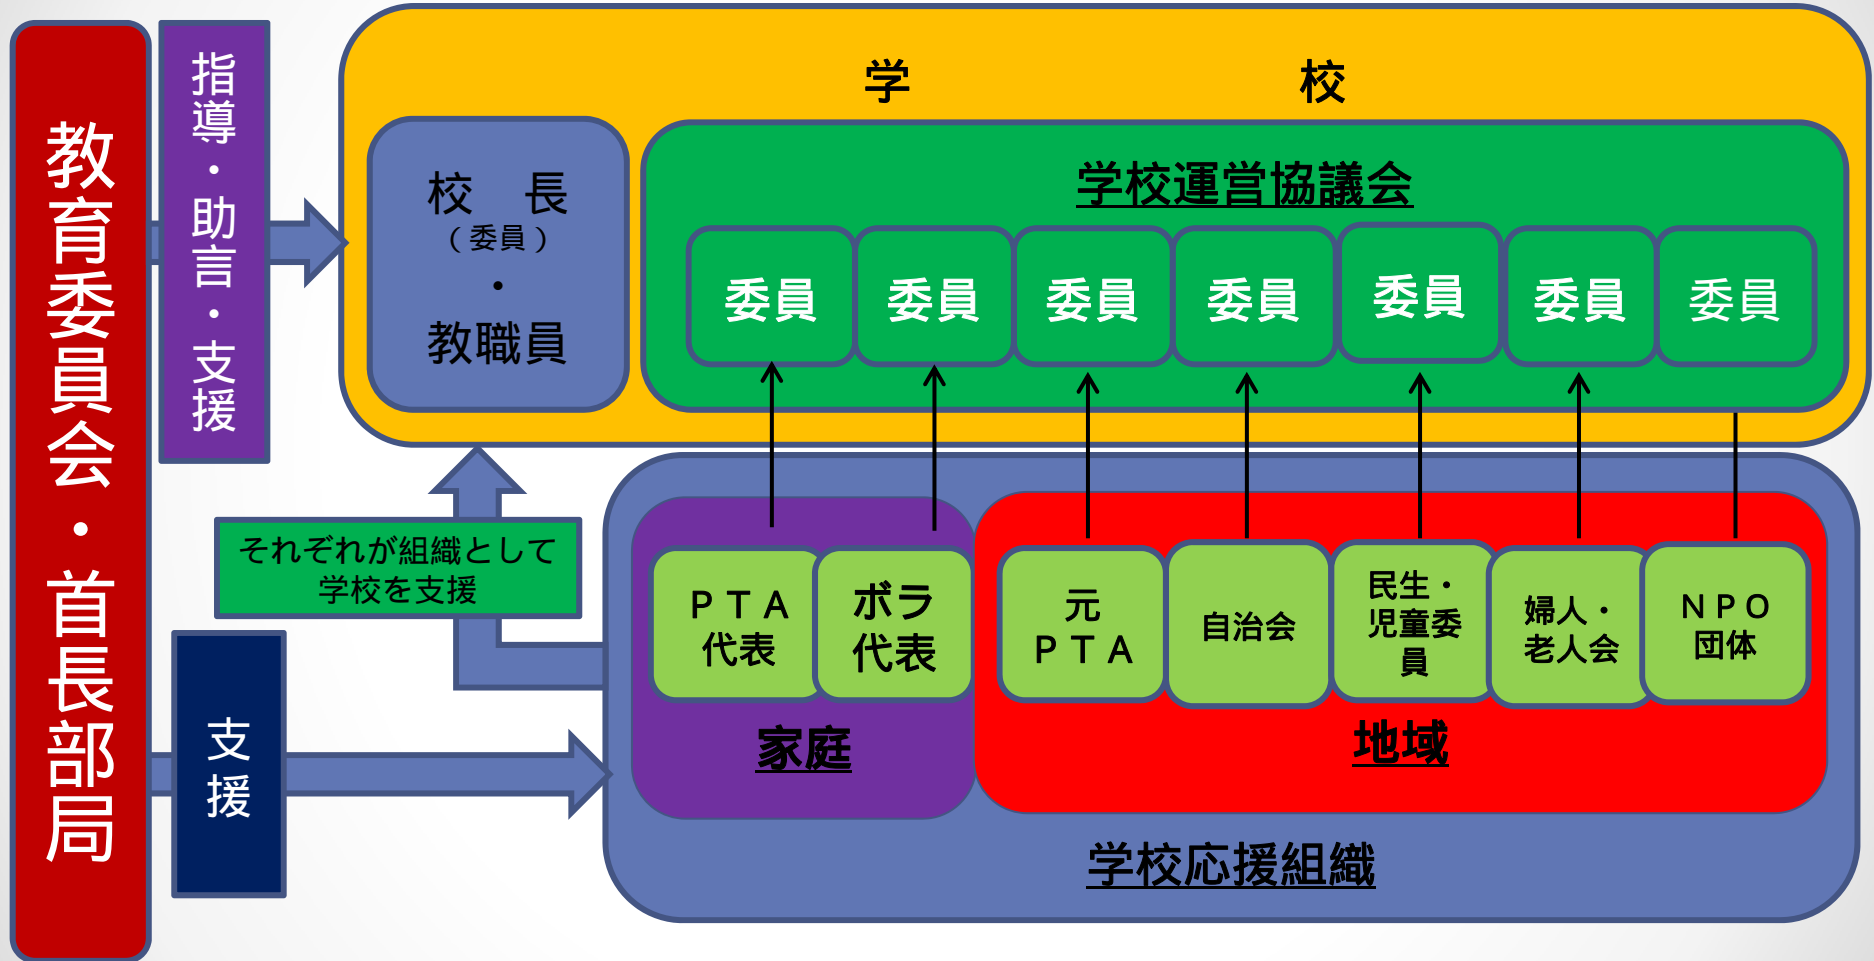 教育委員会・首長部局
指導・助言・支援
学　校
校　長
（委員）
・
教職員
学校運営協議会
委員
委員
委員
委員
委員
委員
委員
それぞれが組織として
学校を支援
支援
ＰＴＡ
代表
ボラ
代表
家庭
元
ＰＴＡ
自治会
民生・
児童委
員
婦人・
老人会
ＮＰＯ
団体
地域
学校応援組織